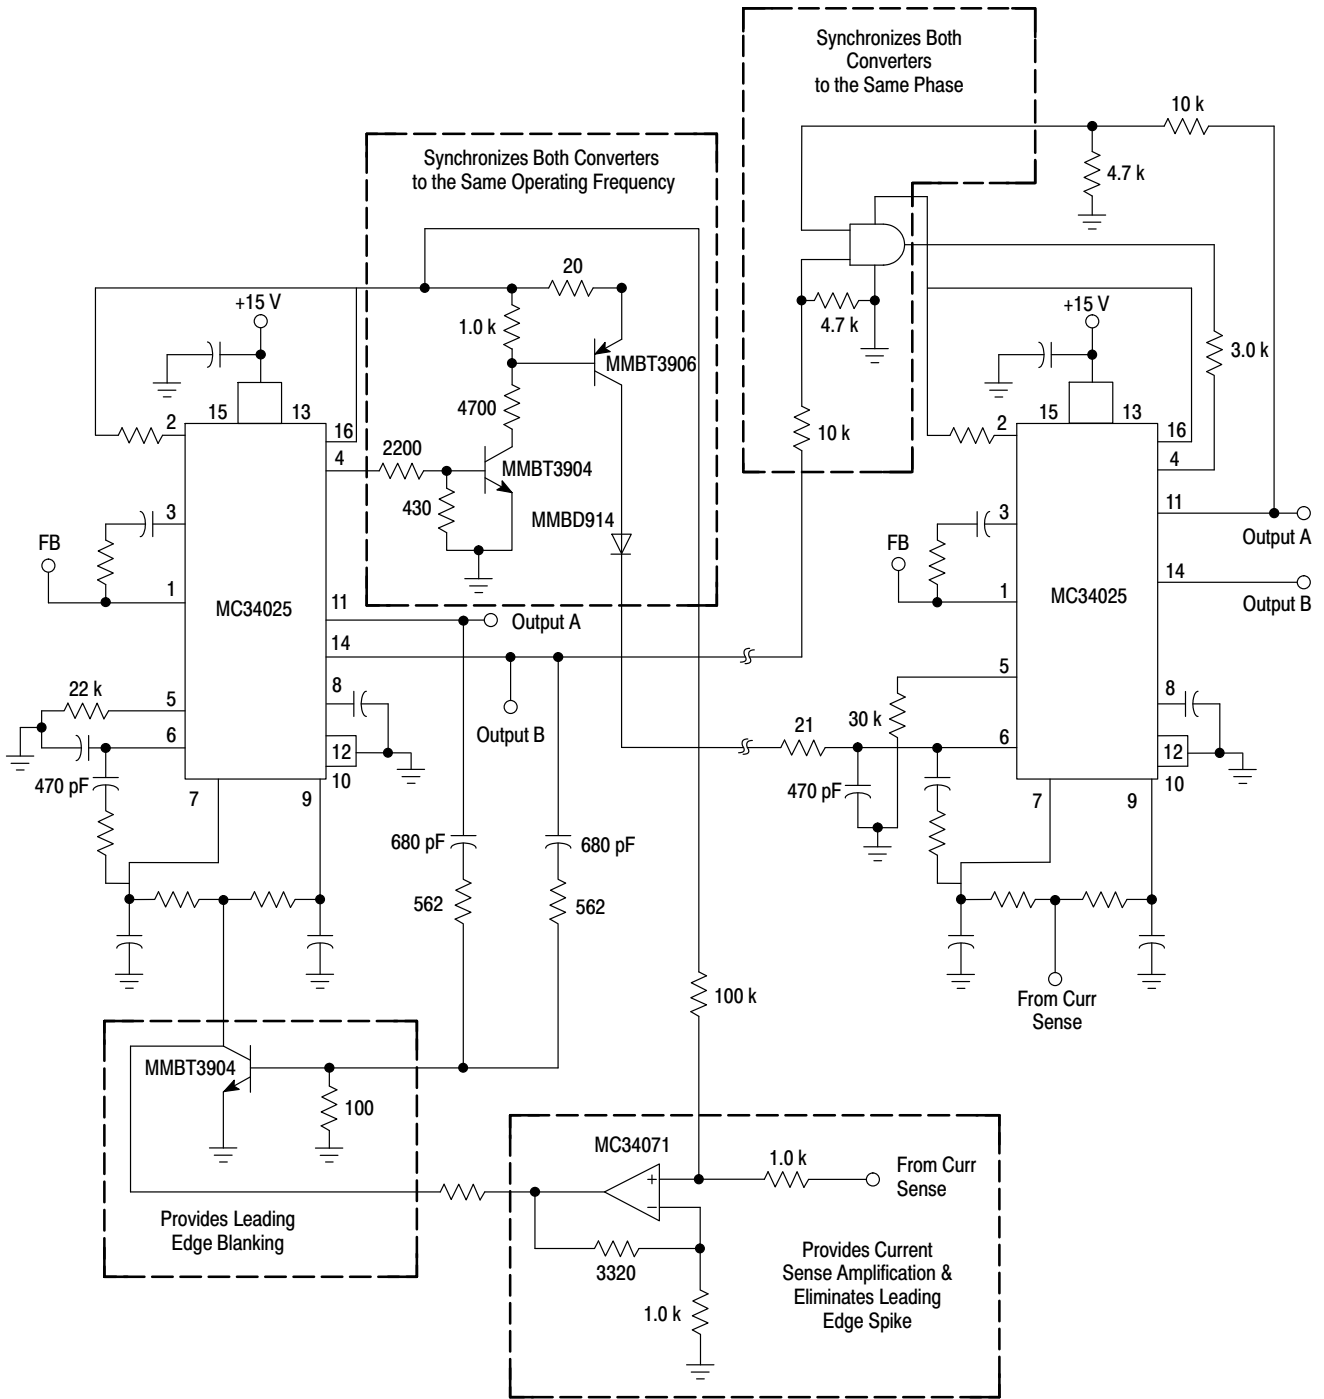 Synchronizes Both
Converters
to the Same Phase
10 k
4.7 k
Synchronizes Both Converters
to the Same Operating Frequency
20
+15 V
1.0 k
MMBT3906
4.7 k
+15 V
3.0 k
15
13
2
16
4
4700
2200
MMBT3904
430
10 k
15
13
2
16
4
3
FB
1
MC34025
MMBD914
11
Output A
14
3
FB
1
MC34025
11
Output A
14
Output B
22 k
5
6
470 pF
8
12
10
7
9
Output B
21
30 k
5
6
470 pF
8
12
10
7
9
680 pF
680 pF
562
562
100 k
From Curr
Sense
MMBT3904
100
Provides Leading
Edge Blanking
MC34071
+
−
1.0 k
From Curr
Sense
3320
1.0 k
Provides Current
Sense Amplification &
Eliminates Leading
Edge Spike